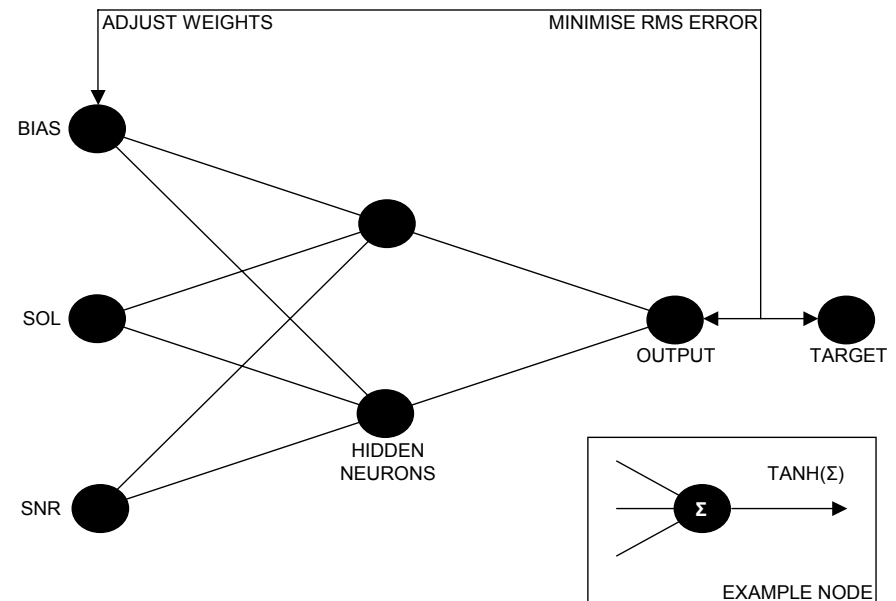 ADJUST WEIGHTS
MINIMISE RMS ERROR
BIAS
SOL
OUTPUT
TARGET
HIDDEN
NEURONS
SNR
TANH(Σ)
Σ
EXAMPLE NODE